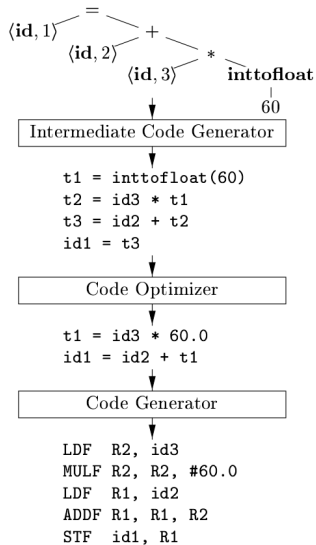 =
⟨id, 1⟩
+
⟨id, 2⟩
*
⟨id, 3⟩
inttofloat
60
Intermediate Code Generator
t1 = inttofloat(60)
t2 = id3 * t1
t3 = id2 + t2
id1 = t3
Code Optimizer
t1 = id3 * 60.0
id1 = id2 + t1
Code Generator
LDF R2, id3
MULF R2, R2, #60.0
LDF R1, id2
ADDF R1, R1, R2
STF id1, R1